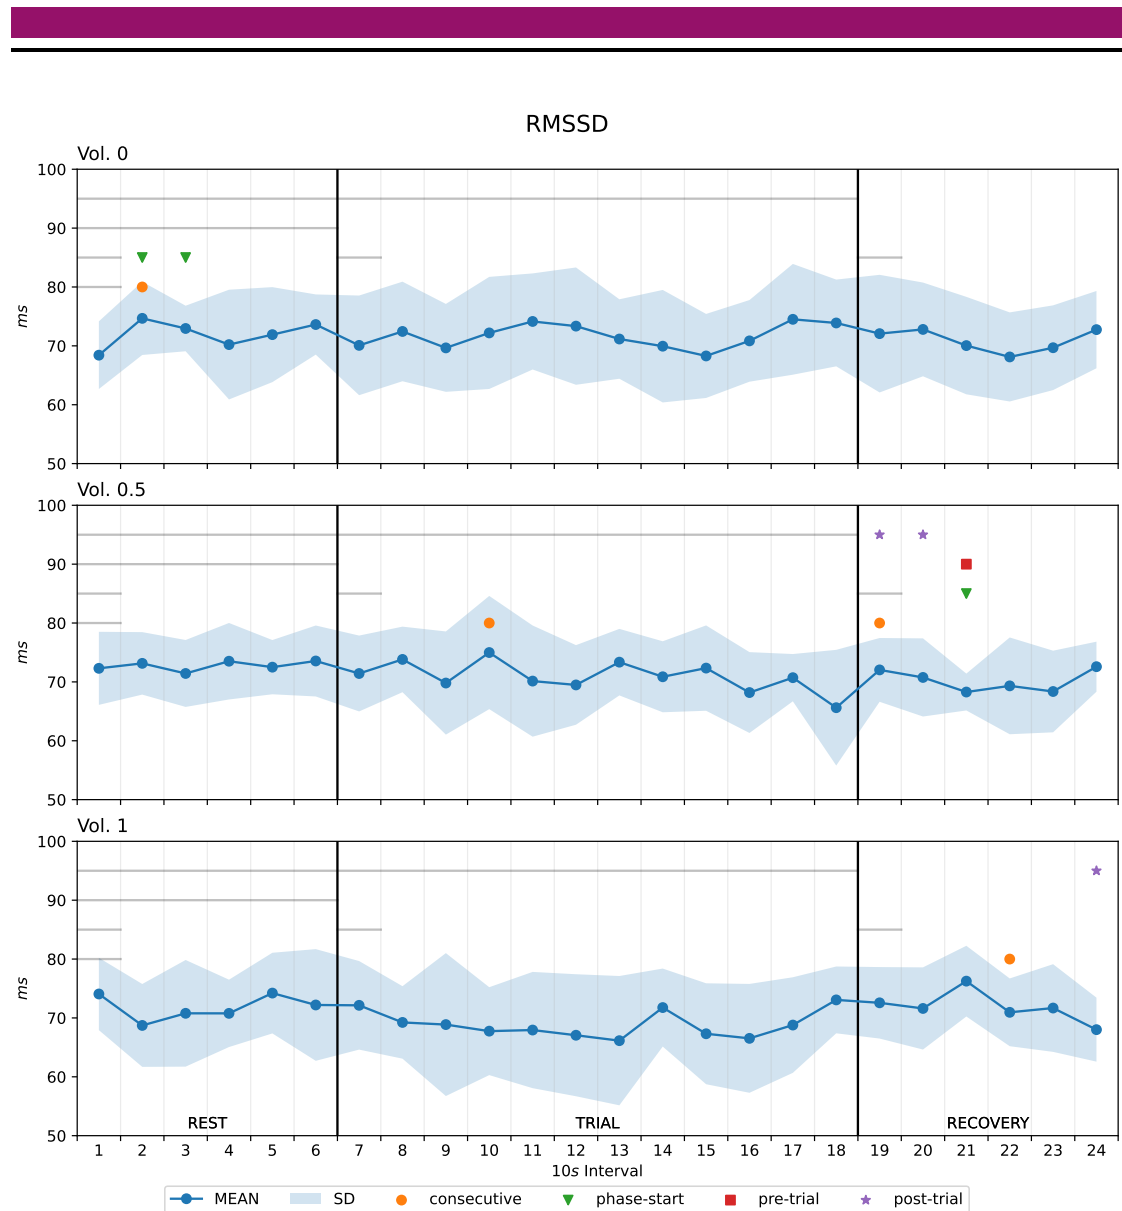 RMSSD
Vol. 0
100
90
80
70
60
50
ms
Vol. 0.5
100
90
80
70
60
50
ms
Vol. 1
100
90
80
70
60
50
ms
REST TRIAL RECOVERY
1 2 3 4 5 6 7 8 9 10 11 12 13 14 15 16 17 18 19 20 21 22 23 24
10s Interval
MEAN SD consecutive phase-start pre-trial post-trial